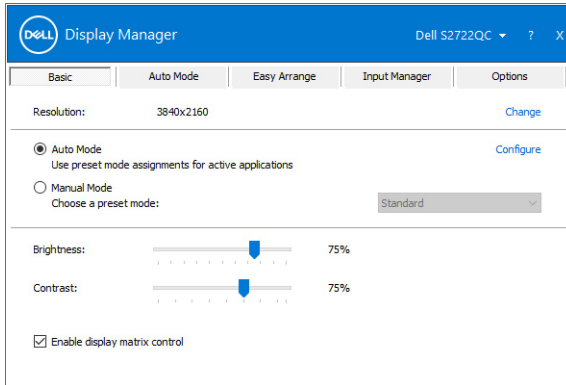 DELL Display Manager Dell S2722QC ? X
Basic Auto Mode Easy Arrange Input Manager Options
Resolution: 3840x2160 Change
Auto Mode Configure
Use preset mode assignments for active applications
Manual Mode
Choose a preset mode: Standard
Brightness: 75%
Contrast: 75%
Enable display matrix control